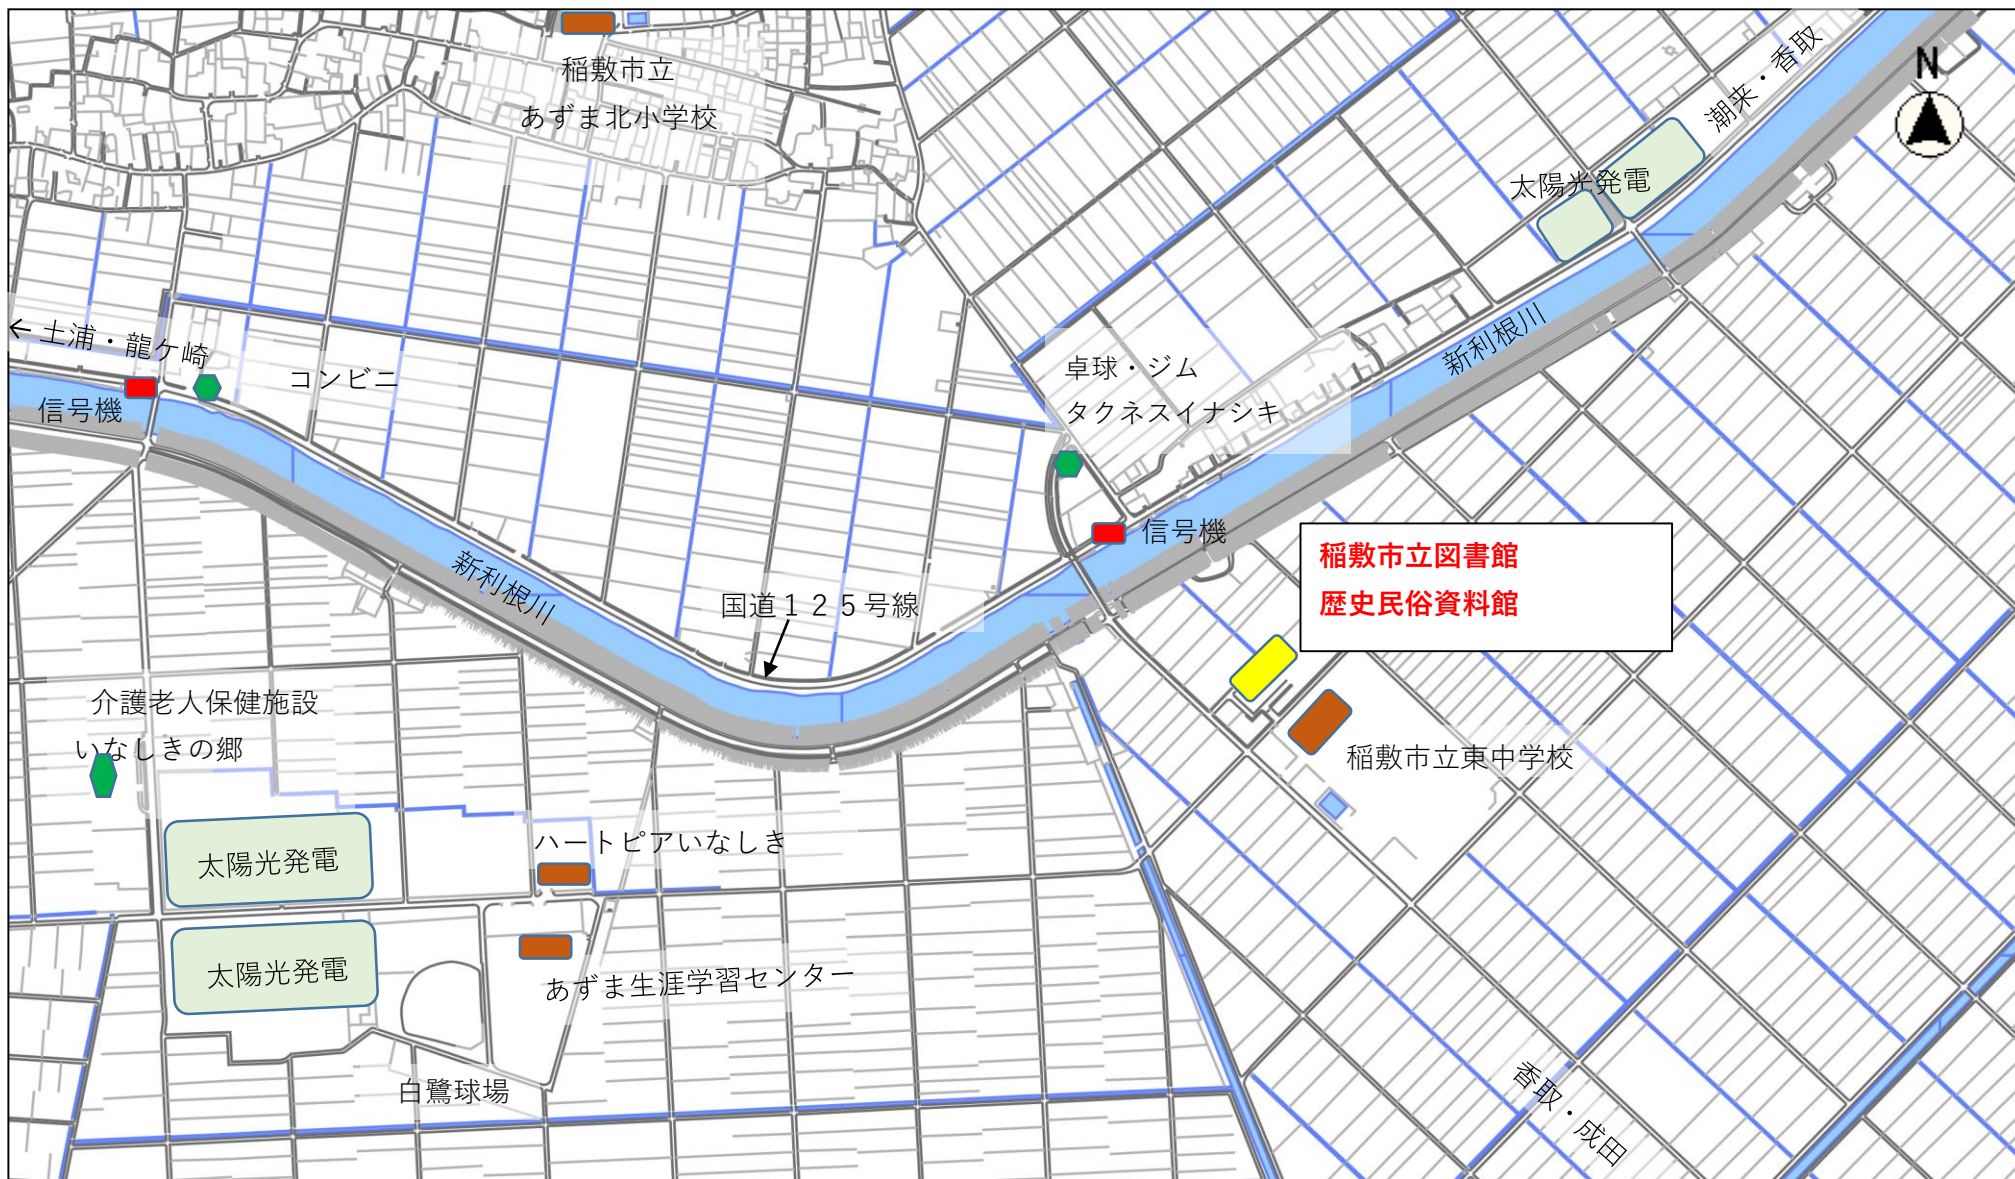 稲敷市立
あずま北小学校
N
潮来・香取
太陽光発電
← 土浦・龍ケ崎
コンビニ
信号機
卓球・ジム
タクネスイナシキ
新利根川
信号機
稲敷市立図書館
歴史民俗資料館
新利根川
国道１２５号線
介護老人保健施設
いなしきの郷
稲敷市立東中学校
ハートピアいなしき
太陽光発電
太陽光発電
あずま生涯学習センター
白鷺球場
香取・成田